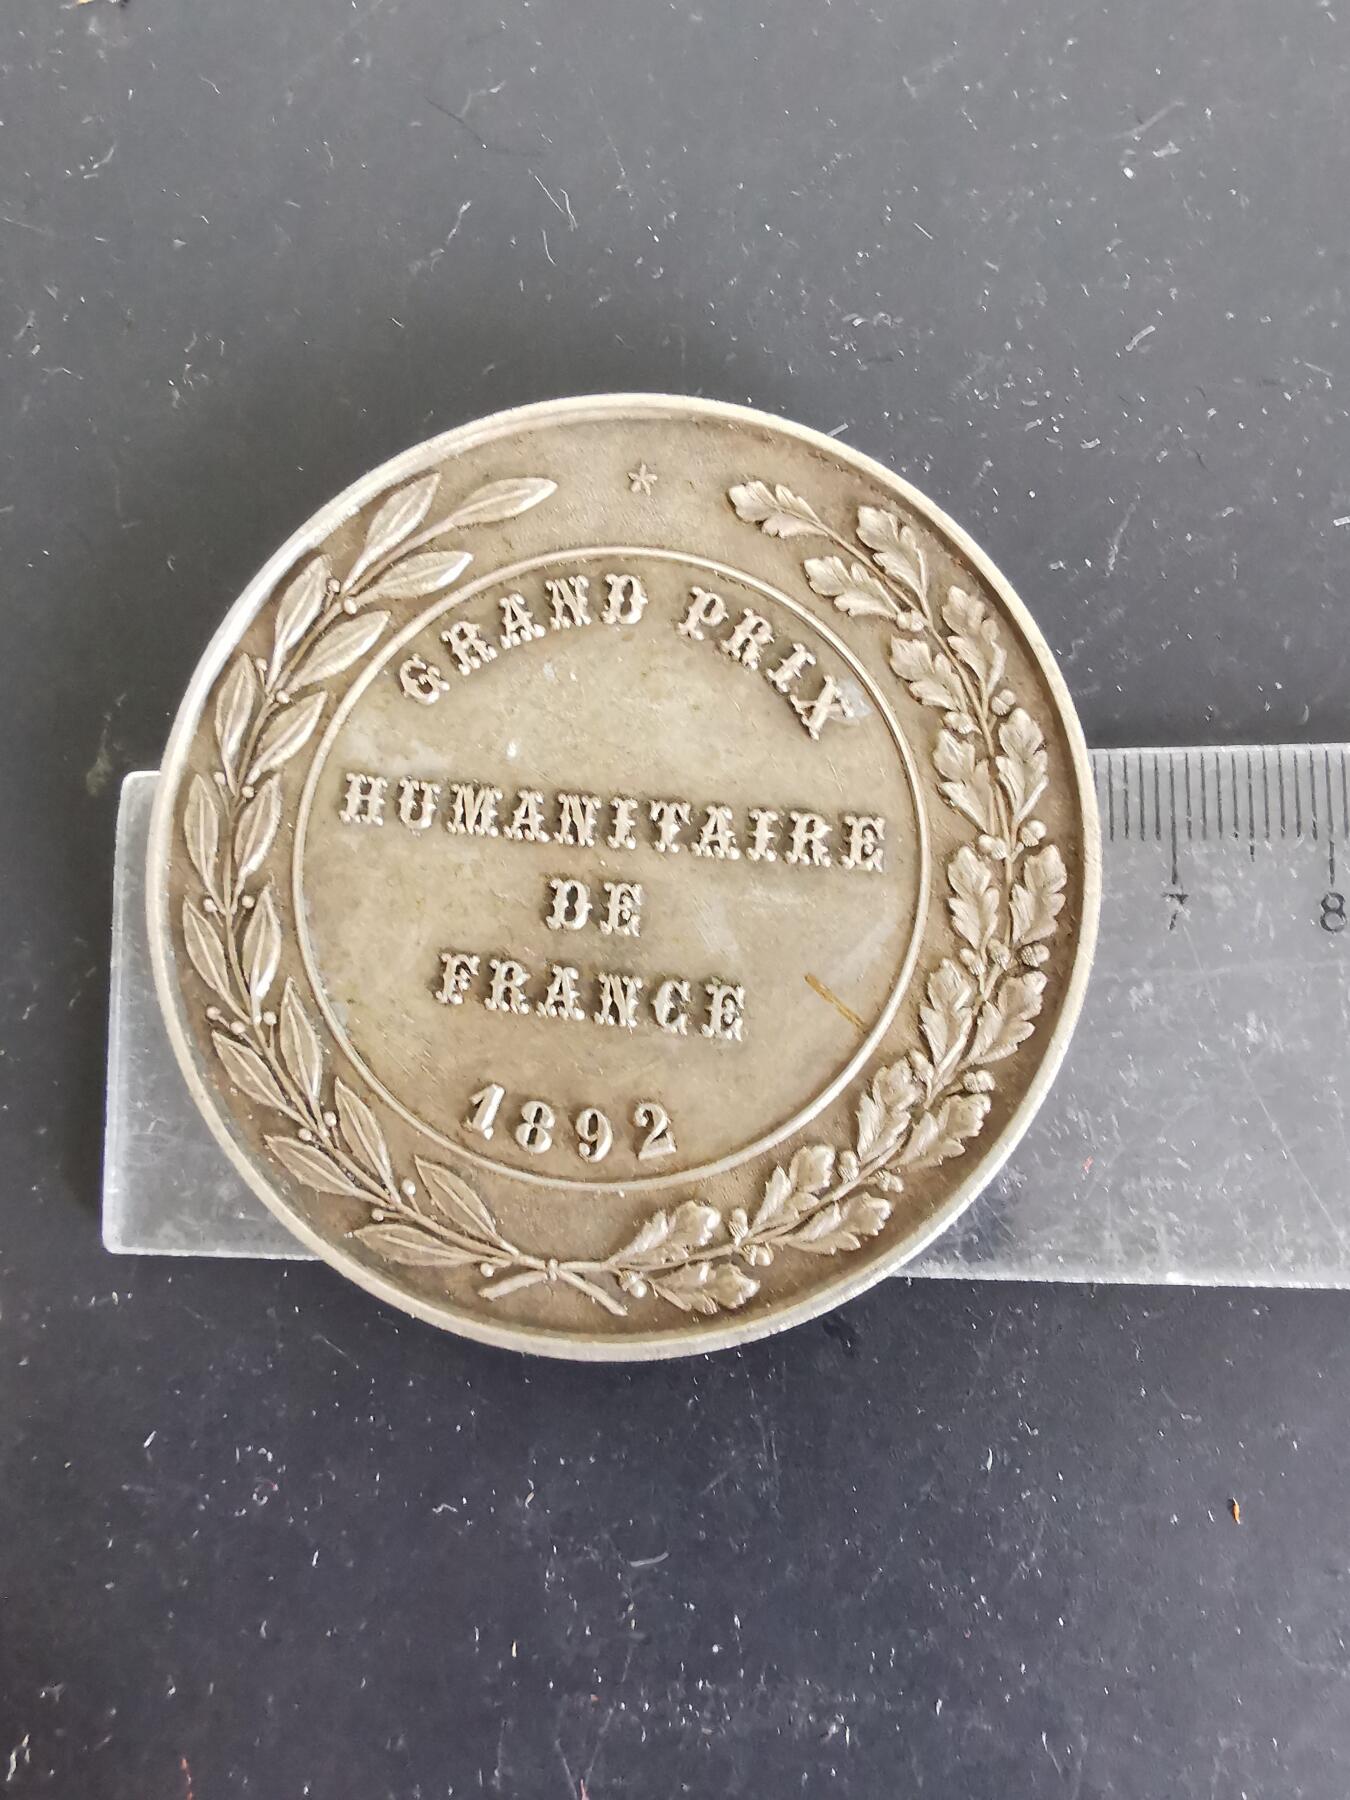 GRAND PRIX
HUMANITAIRE
DE
FRANCE
1892
7 8